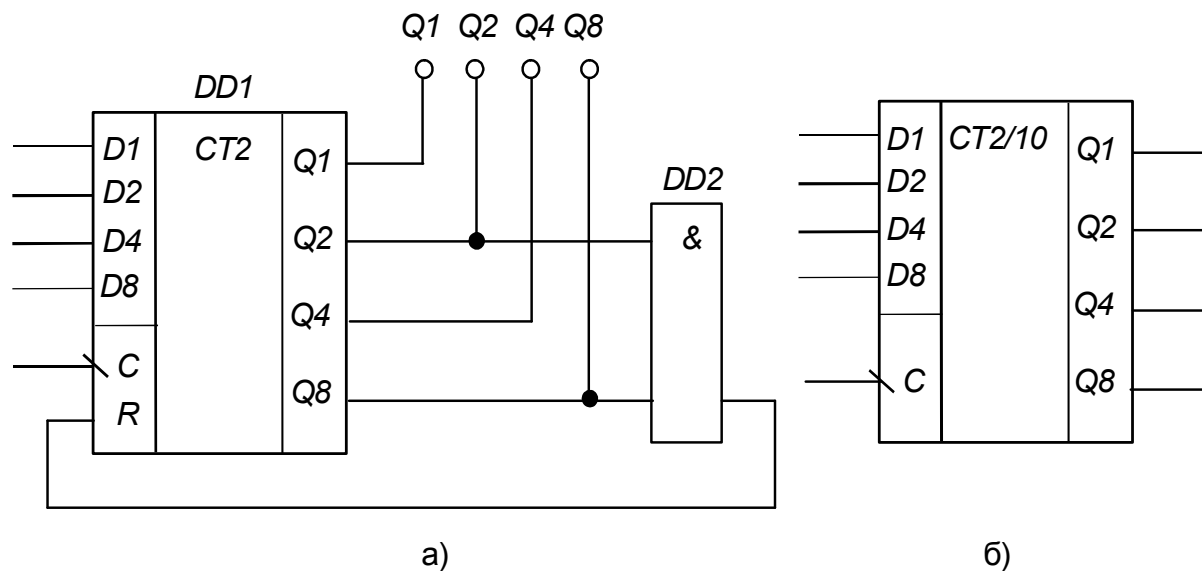 Q1 Q2 Q4 Q8
DD1
D1 CT2 Q1
D2
D4 Q2
D8
Q4
C
Q8
R
DD2
&
D1 CT2/10 Q1
D2
D4 Q2
D8
Q4
C Q8
а) б)